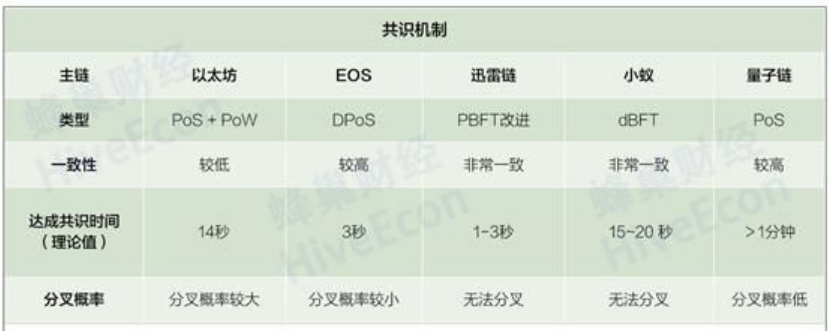 共识机制
主链 以太坊 EOS 迅雷链 小蚁 量子链
类型 PoS + PoW DPoS PBFT改进 dBFT PoS
一致性 较低 较高 非常一致 非常一致 较高
达成共识时间
（理论值） 14秒 3秒 1-3秒 15~20 秒 >1分钟
分叉概率 分叉概率较大 分叉概率较小 无法分叉 无法分叉 分叉概率低
蜂巢财经
HiveEcon
蜂巢财经
HiveEcon
蜂巢财经
HiveEcon